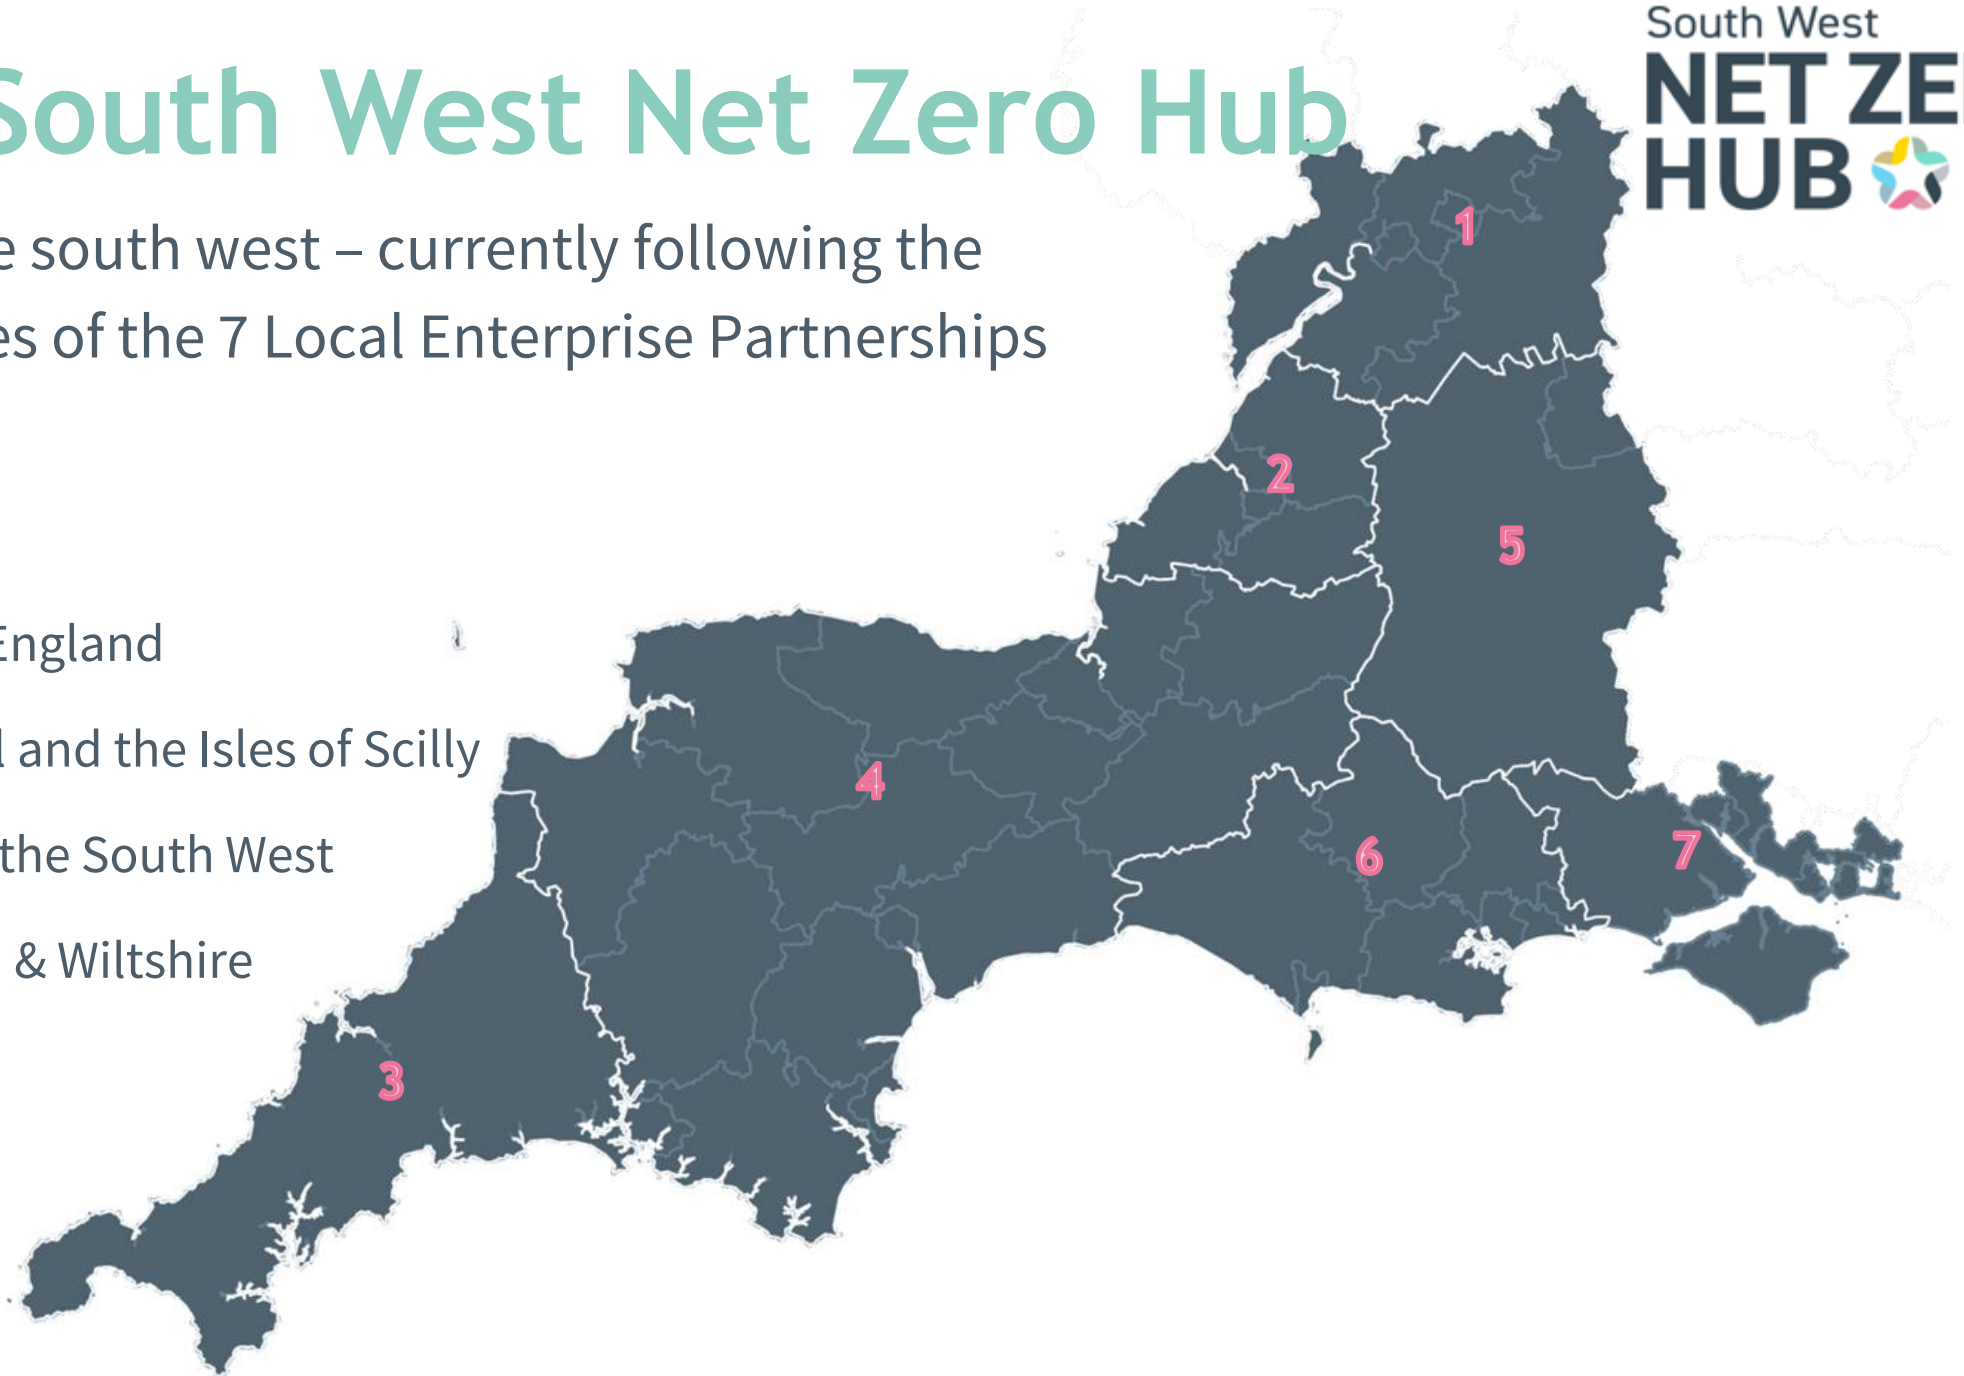 South West
NET ZE
HUB
South West Net Zero Hub
e south west – currently following the
es of the 7 Local Enterprise Partnerships
England
l and the Isles of Scilly
the South West
& Wiltshire
1
2
5
4
6
7
3